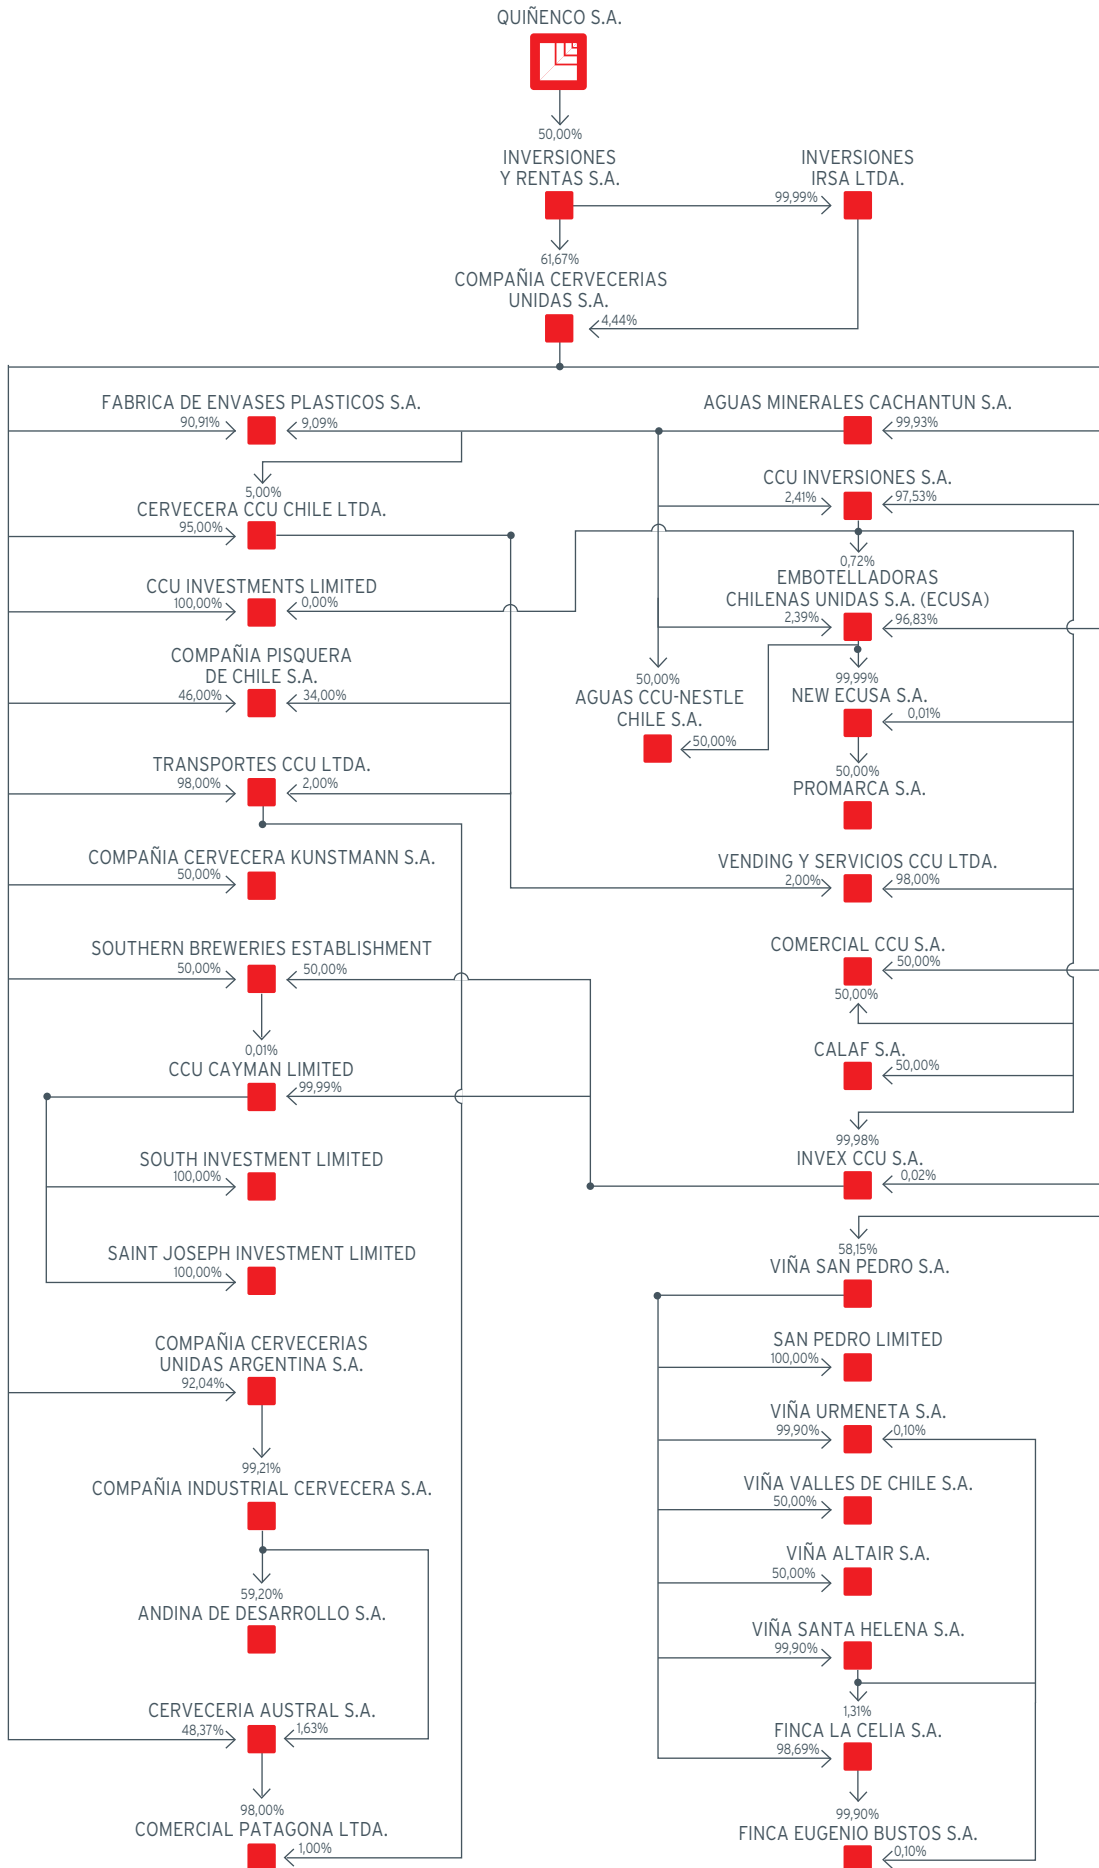 QUIÑENCO S.A.
50,00%
INVERSIONES
Y RENTAS S.A.
INVERSIONES
IRSA LTDA.
99,99%
61,67%
COMPAÑIA CERVECERIAS
UNIDAS S.A.
4,44%
FABRICA DE ENVASES PLASTICOS S.A.
90,91%
9,09%
5,00%
CERVECERA CCU CHILE LTDA.
95,00%
CCU INVESTMENTS LIMITED
100,00%
0,00%
COMPAÑIA PISQUERA
DE CHILE S.A.
46,00%
34,00%
TRANSPORTES CCU LTDA.
98,00%
2,00%
COMPAÑIA CERVECERA KUNSTMANN S.A.
50,00%
SOUTHERN BREWERIES ESTABLISHMENT
50,00%
50,00%
0,01%
CCU CAYMAN LIMITED
99,99%
SOUTH INVESTMENT LIMITED
100,00%
SAINT JOSEPH INVESTMENT LIMITED
100,00%
COMPAÑIA CERVECERIAS
UNIDAS ARGENTINA S.A.
92,04%
99,21%
COMPAÑIA INDUSTRIAL CERVECERA S.A.
59,20%
ANDINA DE DESARROLLO S.A.
CERVECERIA AUSTRAL S.A.
48,37%
1,63%
98,00%
COMERCIAL PATAGONA LTDA.
1,00%
AGUAS MINERALES CACHANTUN S.A.
99,93%
CCU INVERSIONES S.A.
2,41%
97,53%
0,72%
EMBOTELLADORAS
CHILENAS UNIDAS S.A. (ECUSA)
2,39%
96,83%
50,00%
AGUAS CCU-NESTLE
CHILE S.A.
50,00%
99,99%
NEW ECUSA S.A.
0,01%
50,00%
PROMARCA S.A.
VENDING Y SERVICIOS CCU LTDA.
2,00%
98,00%
COMERCIAL CCU S.A.
50,00%
50,00%
CALAF S.A.
50,00%
99,98%
INVEX CCU S.A.
0,02%
58,15%
VIÑA SAN PEDRO S.A.
SAN PEDRO LIMITED
100,00%
VIÑA URMENETA S.A.
99,90%
0,10%
VIÑA VALLES DE CHILE S.A.
50,00%
VIÑA ALTAIR S.A.
50,00%
VIÑA SANTA HELENA S.A.
99,90%
1,31%
FINCA LA CELIA S.A.
98,69%
99,90%
FINCA EUGENIO BUSTOS S.A.
0,10%